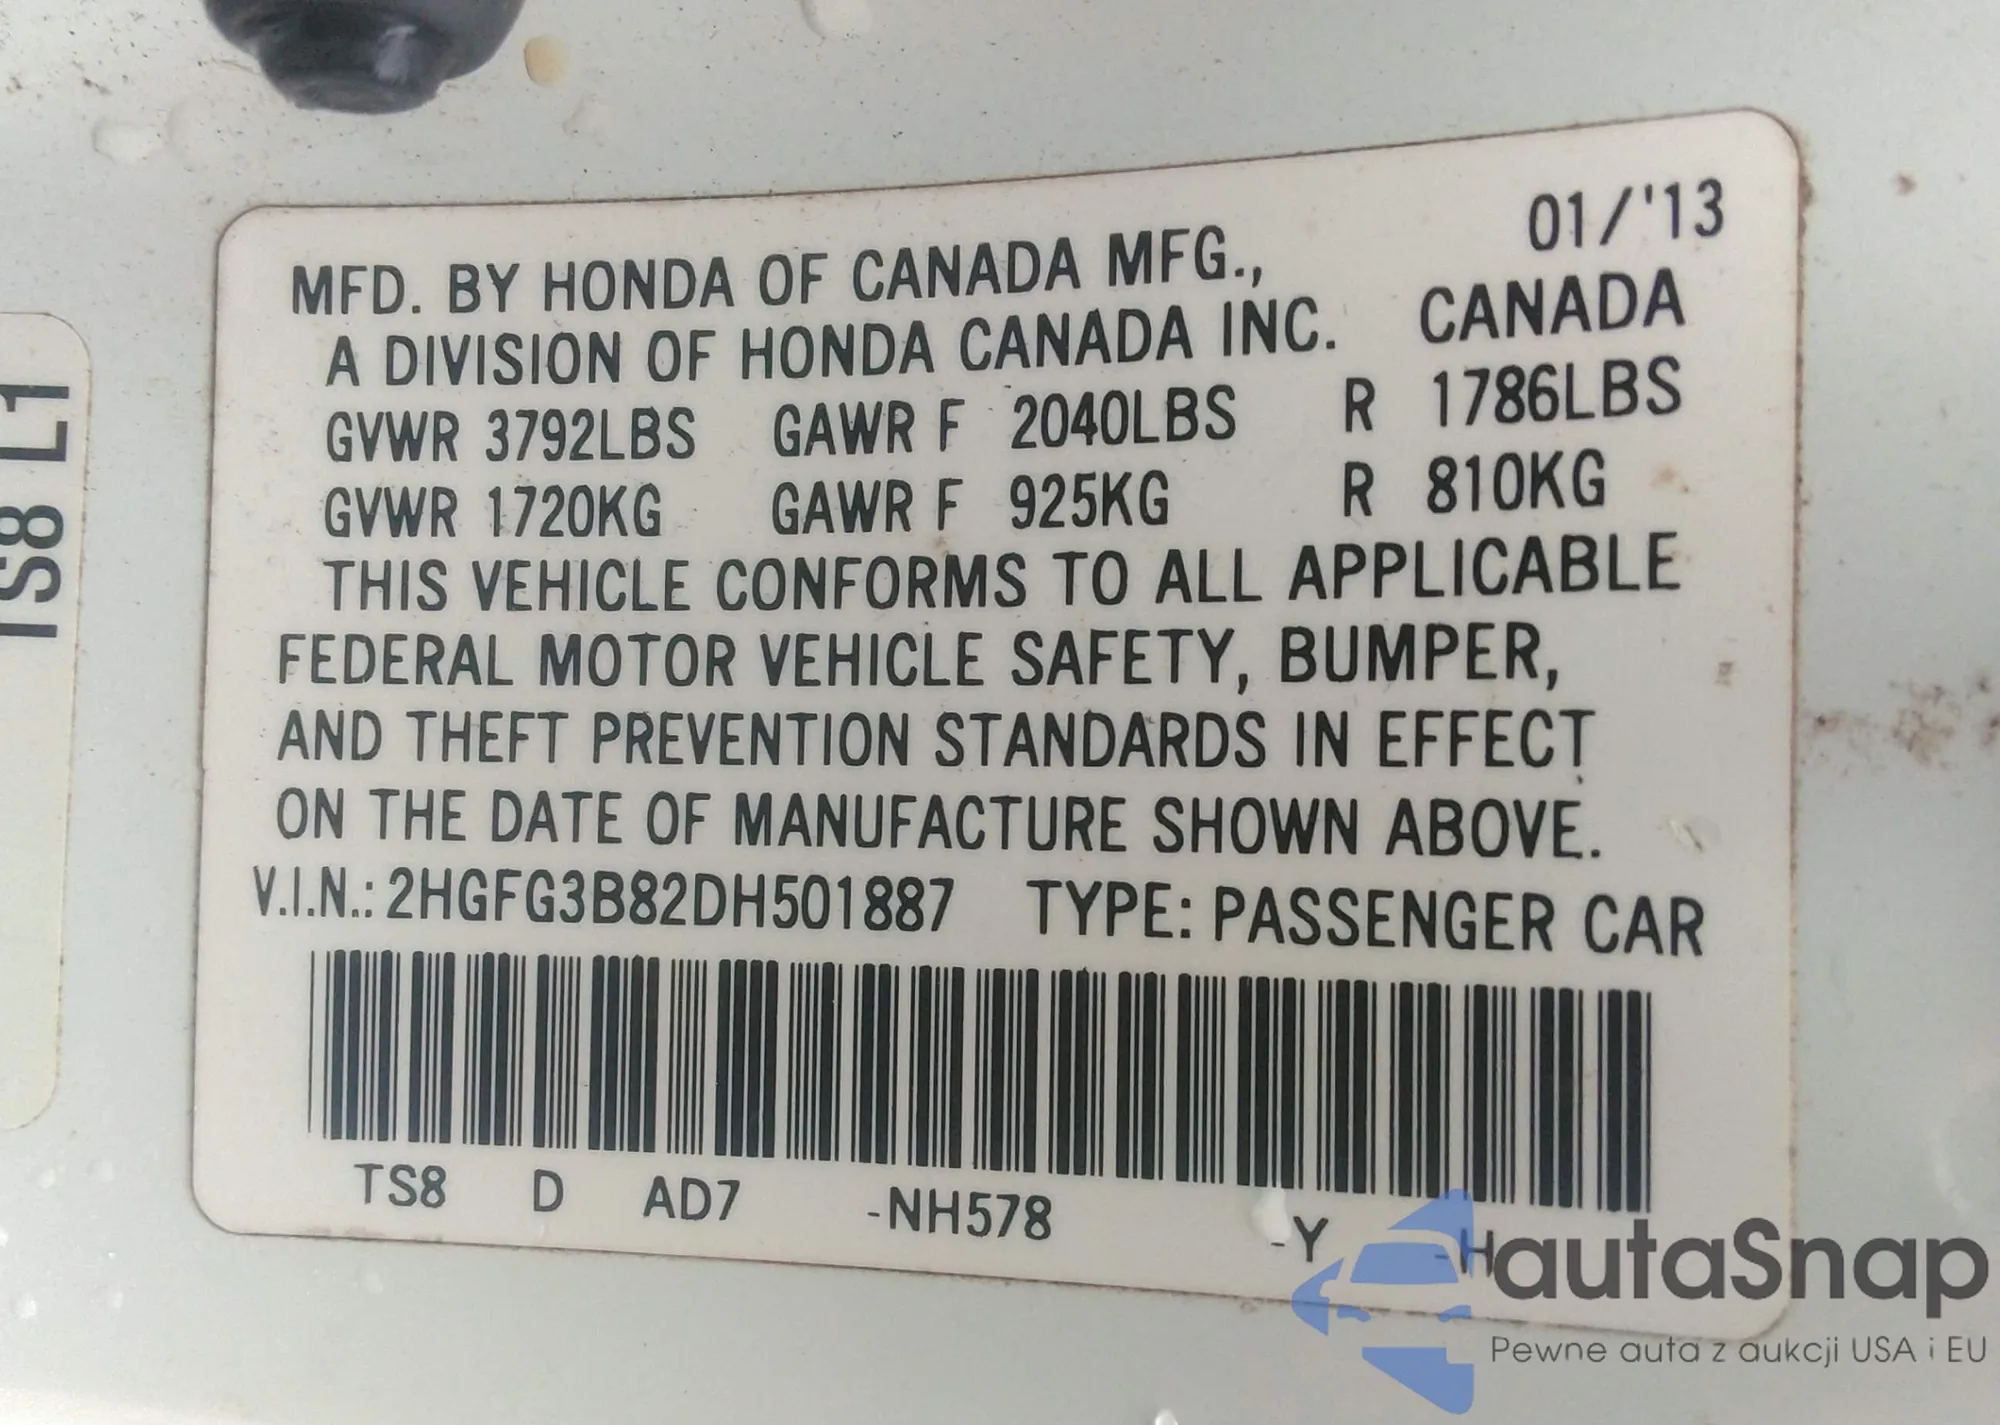 01/'13
MFD. BY HONDA OF CANADA MFG.,
A DIVISION OF HONDA CANADA INC. CANADA
GVWR 3792LBS GAWR F 2040LBS R 1786LBS
GVWR 1720KG GAWR F 925KG R 810KG
THIS VEHICLE CONFORMS TO ALL APPLICABLE
FEDERAL MOTOR VEHICLE SAFETY, BUMPER,
AND THEFT PREVENTION STANDARDS IN EFFECT
ON THE DATE OF MANUFACTURE SHOWN ABOVE.
V.I.N.: 2HGFG3B82DH501887 TYPE: PASSENGER CAR
TS8 D AD7 -NH578 -Y -H
TS8 L1
autaSnap
Pewne auta z aukcji USA i EU